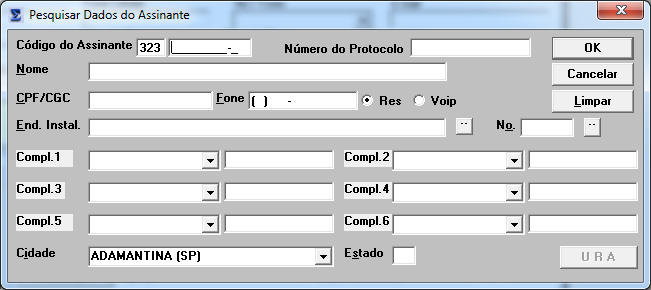 Pesquisar Dados do Assinante
Código do Assinante 323 ________-_ Número do Protocolo OK
Nome Cancelar
CPF/CGC Fone (  )    - Res Voip Limpar
End. Instal. .. No. ..
Compl.1 Compl.2
Compl.3 Compl.4
Compl.5 Compl.6
Cidade ADAMANTINA (SP) Estado U R A